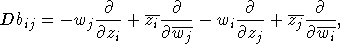 $Db_{ij} = -w_j \frac{\partial}{\partial z_i} + \overline{z_i} \frac{\partial}{\partial \overline{w_j}} - w_i \frac{\partial}{\partial z_j} + \overline{z_j} \frac{\partial}{\partial \overline{w_i}},$